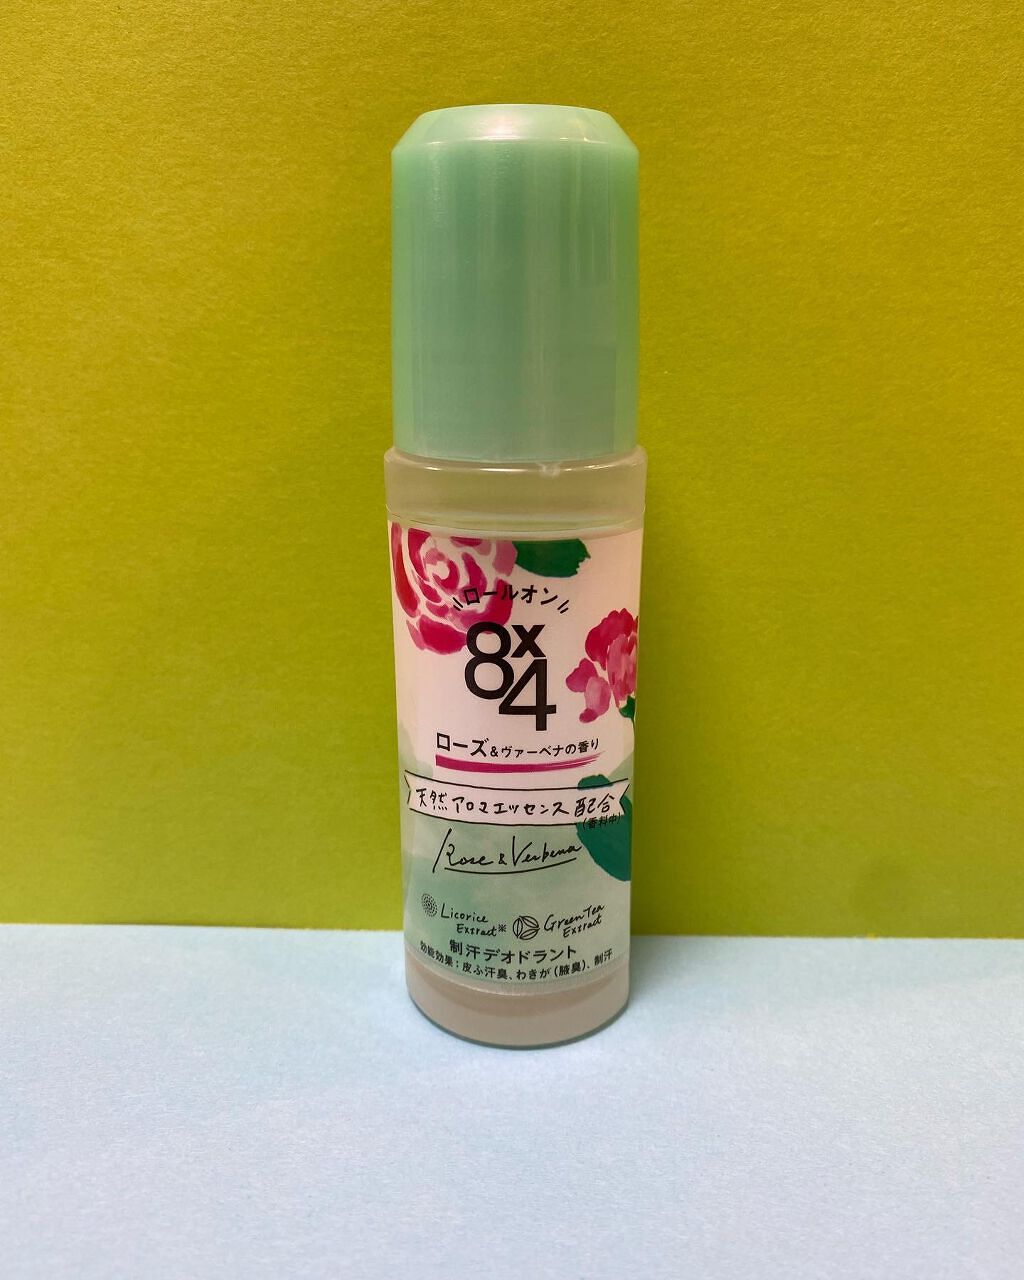 ロールオン
8x4
ローズ&ヴァーベナの香り
天然アロマエッセンス配合
(香料中)
Rose & Verbena
Licorice Extract※
Green Tea Extract
制汗デオドラント
効能効果:皮ふ汗臭、わきが(腋臭)、制汗